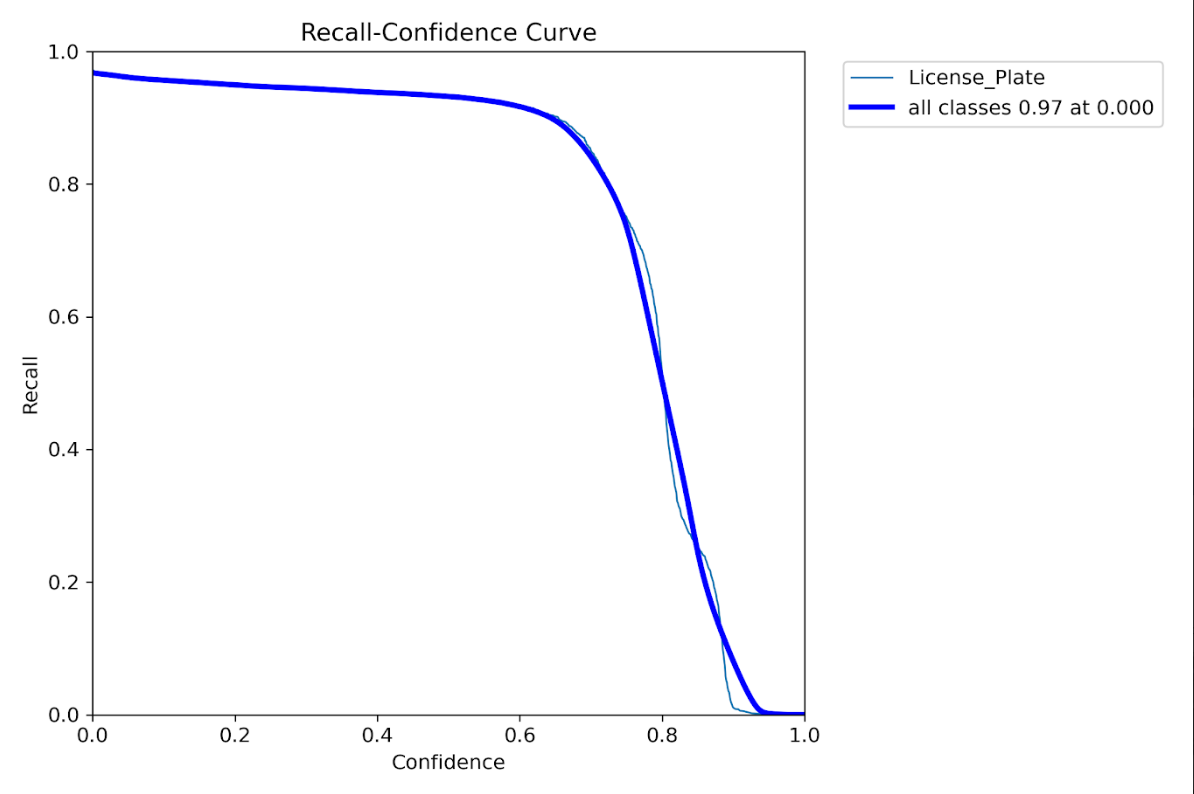 Recall-Confidence Curve
License_Plate
all classes 0.97 at 0.000
1.0
0.8
0.6
0.4
0.2
0.0
Recall
0.0 0.2 0.4 0.6 0.8 1.0
Confidence